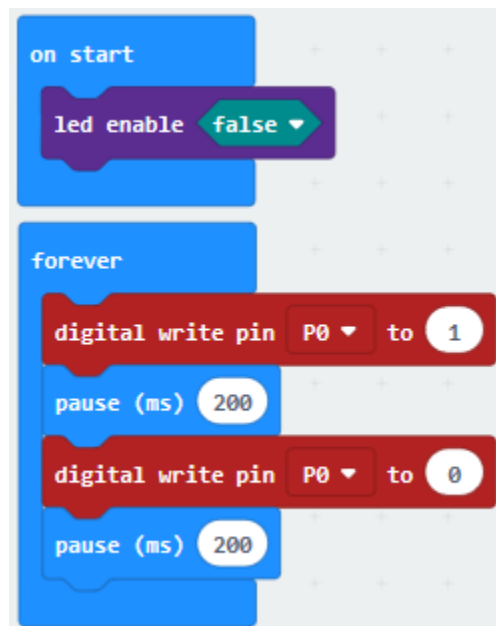 on start
led enable false
forever
digital write pin P0 to 1
pause (ms) 200
digital write pin P0 to 0
pause (ms) 200